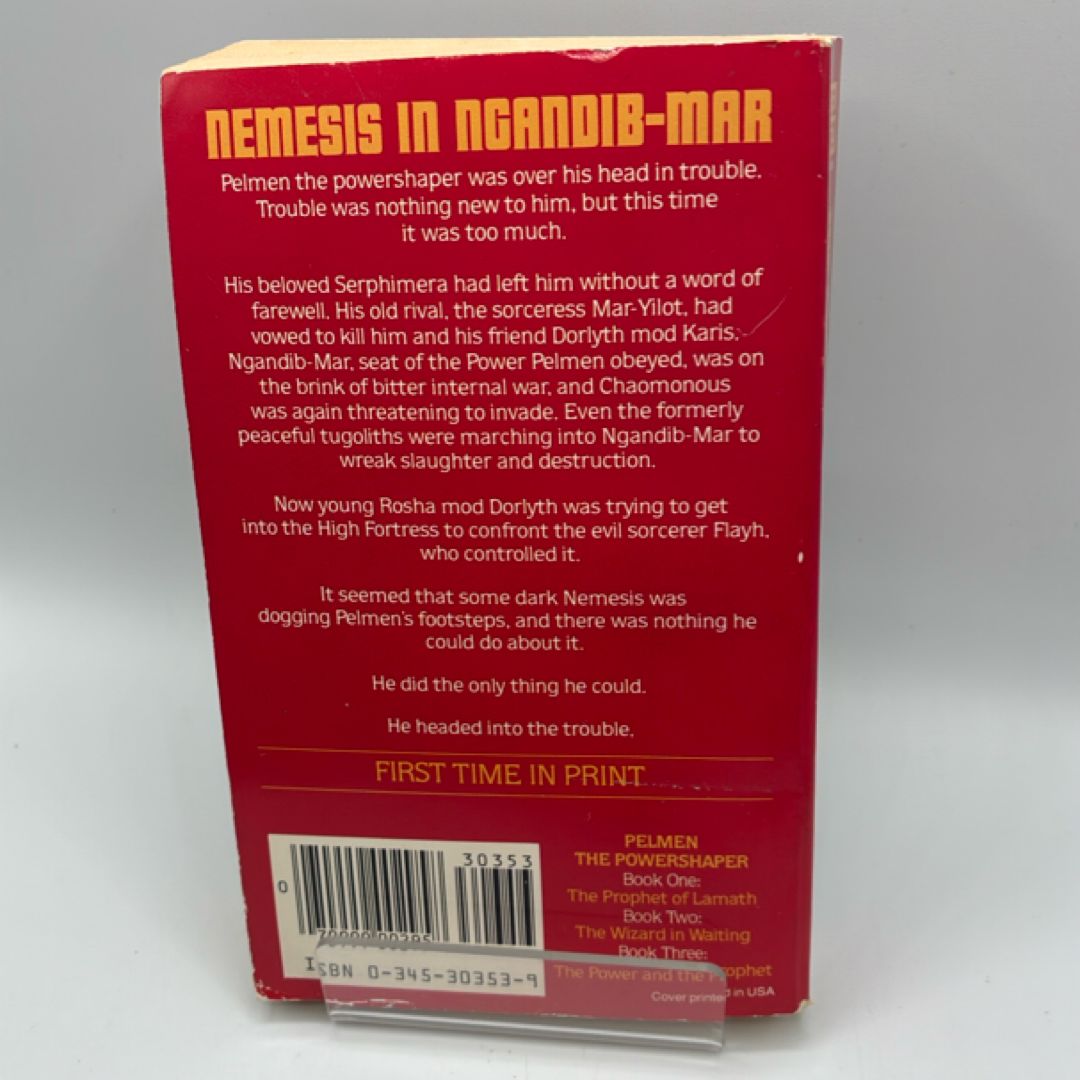 NEMESIS IN NGANDIB-MAR
Pelmen the powershaper was over his head in trouble.
Trouble was nothing new to him, but this time
it was too much.
His beloved Serphimera had left him without a word of
farewell. His old rival, the sorceress Mar-Yilot, had
vowed to kill him and his friend Dorlyth mod Karis.
Ngandib-Mar, seat of the Power Pelmen obeyed, was on
the brink of bitter internal war, and Chaomonous
was again threatening to invade. Even the formerly
peaceful tugoliths were marching into Ngandib-Mar to
wreak slaughter and destruction.
Now young Rosha mod Dorlyth was trying to get
into the High Fortress to confront the evil sorcerer Flayh,
who controlled it.
It seemed that some dark Nemesis was
dogging Pelmen's footsteps, and there was nothing he
could do about it.
He did the only thing he could.
He headed into the trouble.
FIRST TIME IN PRINT
30353
0
ISBN 0-345-30353-9
PELMEN
THE POWERSHAPER
Book One:
The Prophet of Lamath
Book Two:
The Wizard in Waiting
Book Three:
The Power and the Prophet
Cover printed in USA